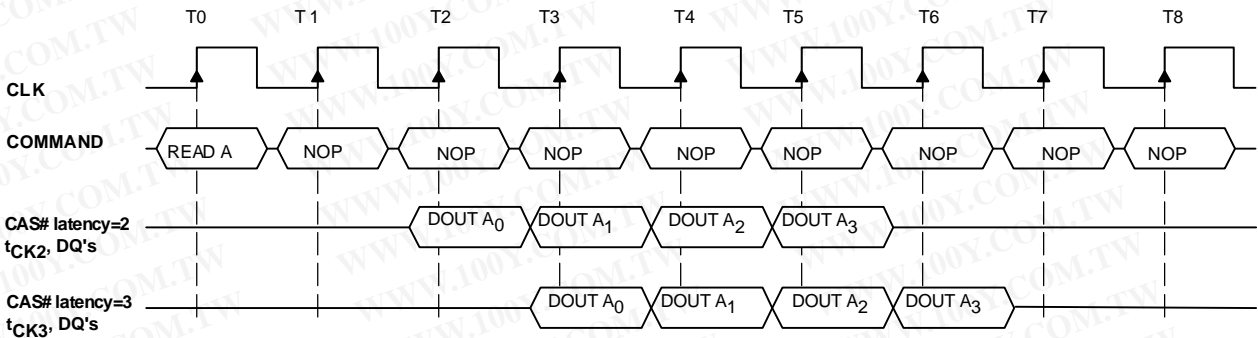 T0 T1 T2 T3 T4 T5 T6 T7 T8
CLK
COMMAND READ A NOP NOP NOP NOP NOP NOP NOP NOP
CAS# latency=2 DOUT A0 DOUT A1 DOUT A2 DOUT A3
tCK2, DQ's
CAS# latency=3 DOUT A0 DOUT A1 DOUT A2 DOUT A3
tCK3, DQ's
WWW.100Y.COM.TW